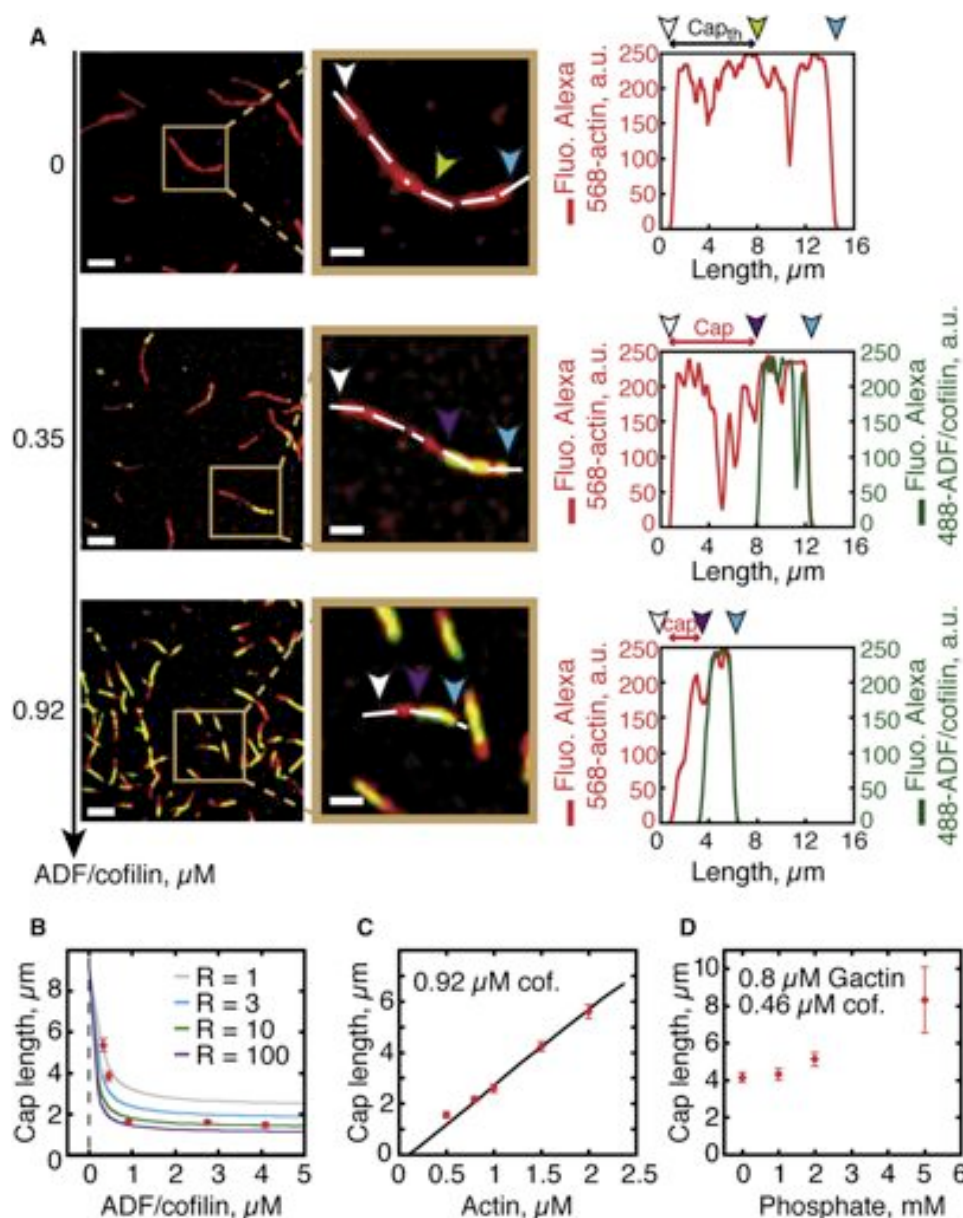 A
0
Cap_th
Fluo. Alexa
568-actin, a.u.
250
200
150
100
50
0
0 4 8 12 16
Length, µm
0.35
Cap
Fluo. Alexa
568-actin, a.u.
250
200
150
100
50
0
250
200
150
100
50
0
Fluo. Alexa
488-ADF/cofilin, a.u.
0 4 8 12 16
Length, µm
0.92
cap
Fluo. Alexa
568-actin, a.u.
250
200
150
100
50
0
250
200
150
100
50
0
Fluo. Alexa
488-ADF/cofilin, a.u.
0 4 8 12 16
Length, µm
ADF/cofilin, µM
B
Cap length, µm
8
6
4
2
0
R = 1
R = 3
R = 10
R = 100
0 1 2 3 4 5
ADF/cofilin, µM
C
Cap length, µm
6
4
2
0
0.92 µM cof.
0.5 1 1.5 2 2.5
Actin, µM
D
Cap length, µm
10
8
6
4
2
0
0.8 µM Gactin
0.46 µM cof.
0 1 2 3 4 5 6
Phosphate, mM